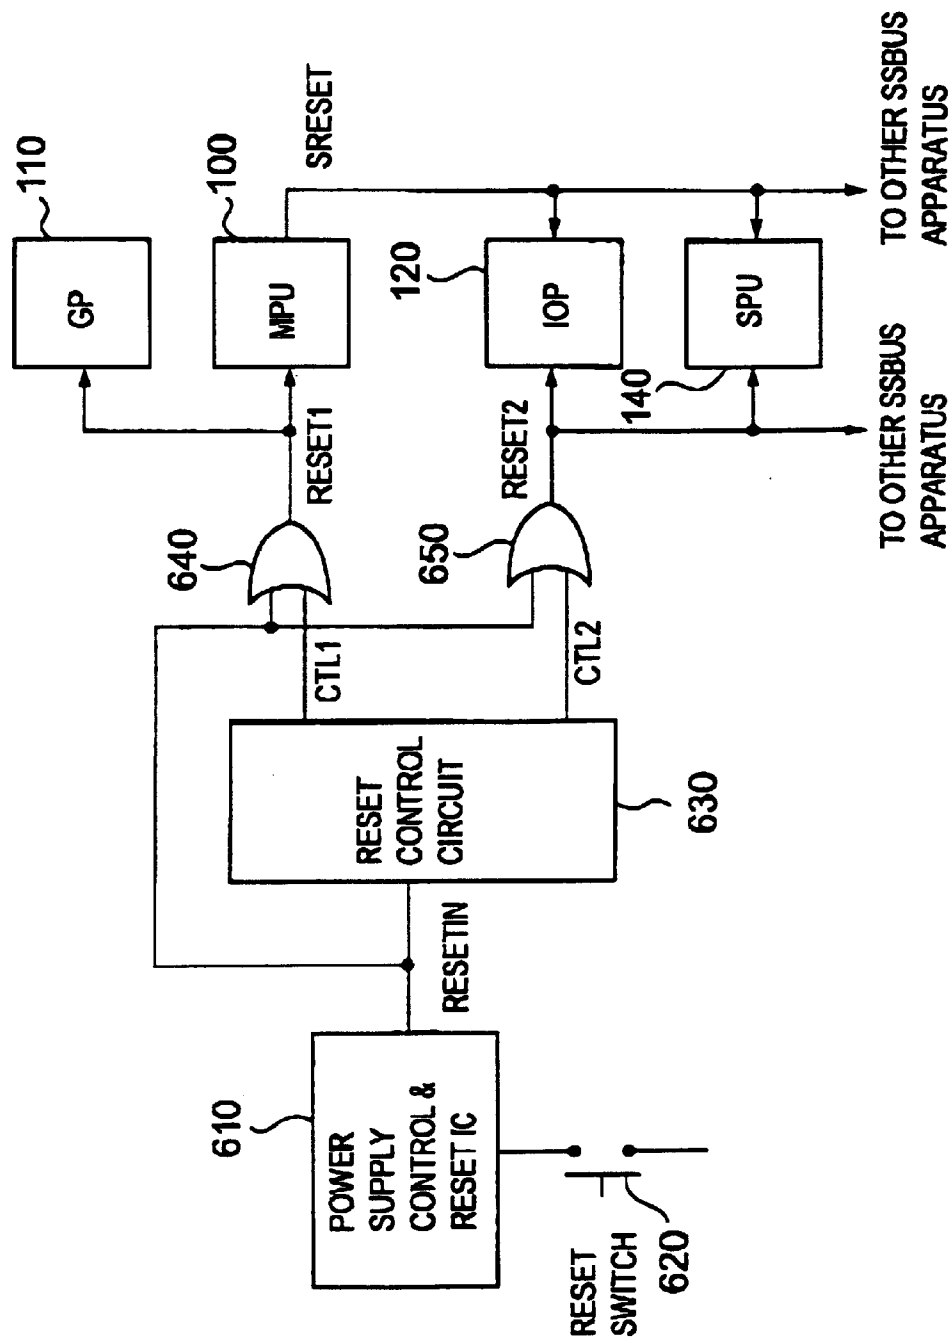 610
POWER
SUPPLY
CONTROL &
RESET IC
RESET
SWITCH
620
RESETIN
RESET
CONTROL
CIRCUIT
630
CTL1
CTL2
640
650
RESET1
RESET2
110
GP
100
MPU
120
IOP
140
SPU
SRESET
TO OTHER SSBUS
APPARATUS
TO OTHER SSBUS
APPARATUS